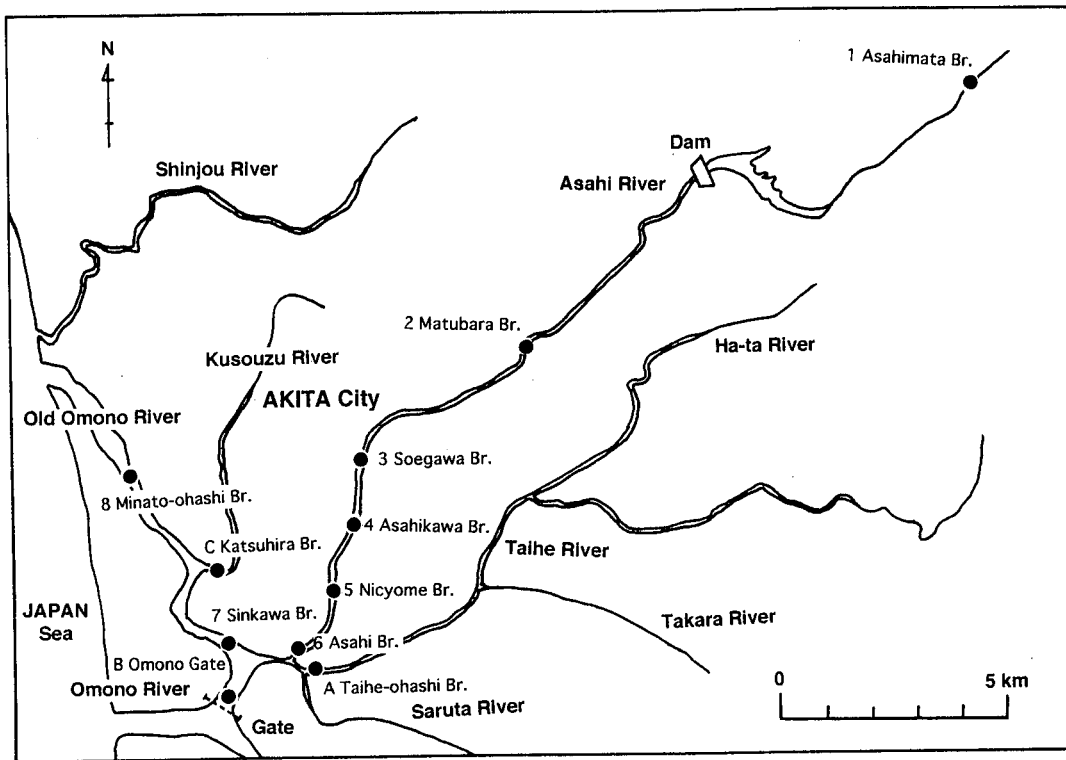 N
1 Asahimata Br.
Dam
Shinjou River
Asahi River
2 Matubara Br.
Ha-ta River
Kusouzu River
AKITA City
Old Omono River
3 Soegawa Br.
8 Minato-ohashi Br.
4 Asahikawa Br.
C Katsuhira Br.
Taihe River
5 Nicyome Br.
JAPAN
Sea
7 Sinkawa Br.
Takara River
6 Asahi Br.
B Omono Gate
A Taihe-ohashi Br.
Omono River
Saruta River
Gate
0
5 km